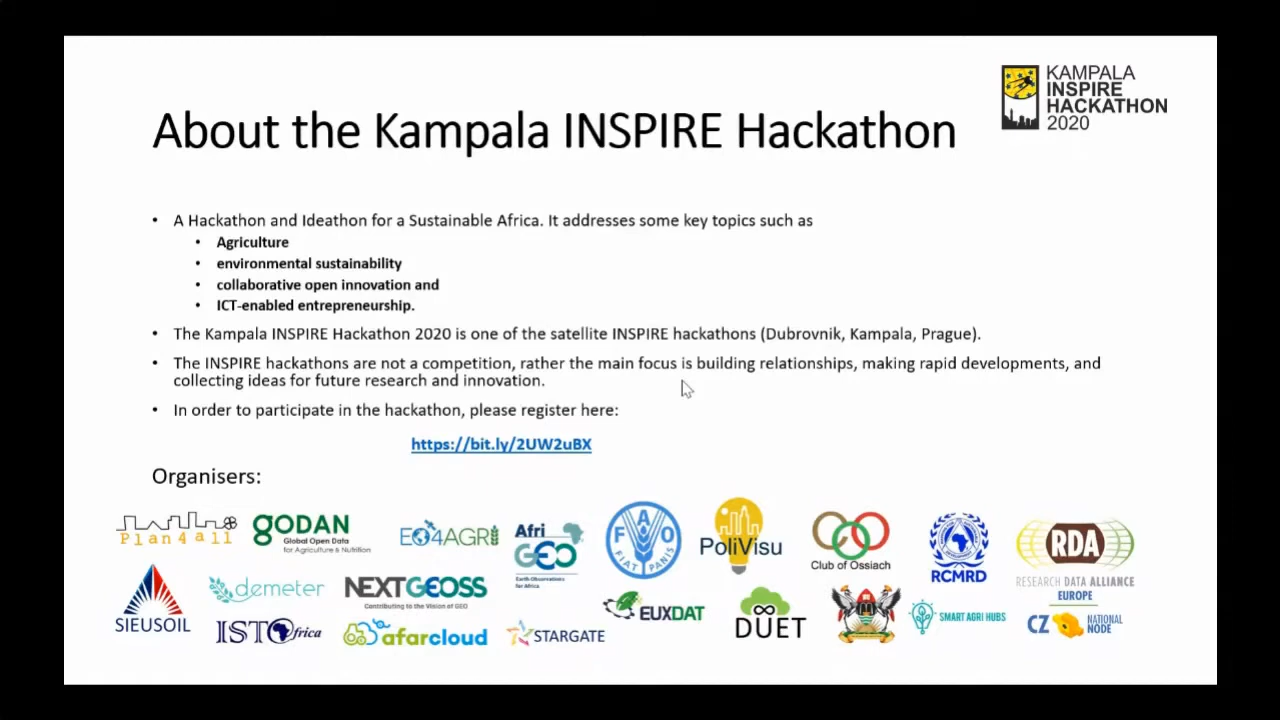 KAMPALA
INSPIRE
HACKATHON
2020
About the Kampala INSPIRE Hackathon
• A Hackathon and Ideathon for a Sustainable Africa. It addresses some key topics such as
• Agriculture
• environmental sustainability
• collaborative open innovation and
• ICT-enabled entrepreneurship.
• The Kampala INSPIRE Hackathon 2020 is one of the satellite INSPIRE hackathons (Dubrovnik, Kampala, Prague).
• The INSPIRE hackathons are not a competition, rather the main focus is building relationships, making rapid developments, and
collecting ideas for future research and innovation.
• In order to participate in the hackathon, please register here:
https://bit.ly/2UW2uBX
Organisers:
Plan4all
GODAN
Global Open Data
for Agriculture & Nutrition
EO4AGRI
Afri
GEO
Earth Observations
for Africa
FAO
FIAT PANIS
PoliVisu
Club of Ossiach
RCMRD
RDA
RESEARCH DATA ALLIANCE
EUROPE
CZ NATIONAL
NODE
SIEUSOIL
demeter
NEXTGEOSS
Contributing to the Vision of GEO
EUXDAT
DUET
SMART AGRI HUBS
ISTAfrica
afarcloud
STARGATE